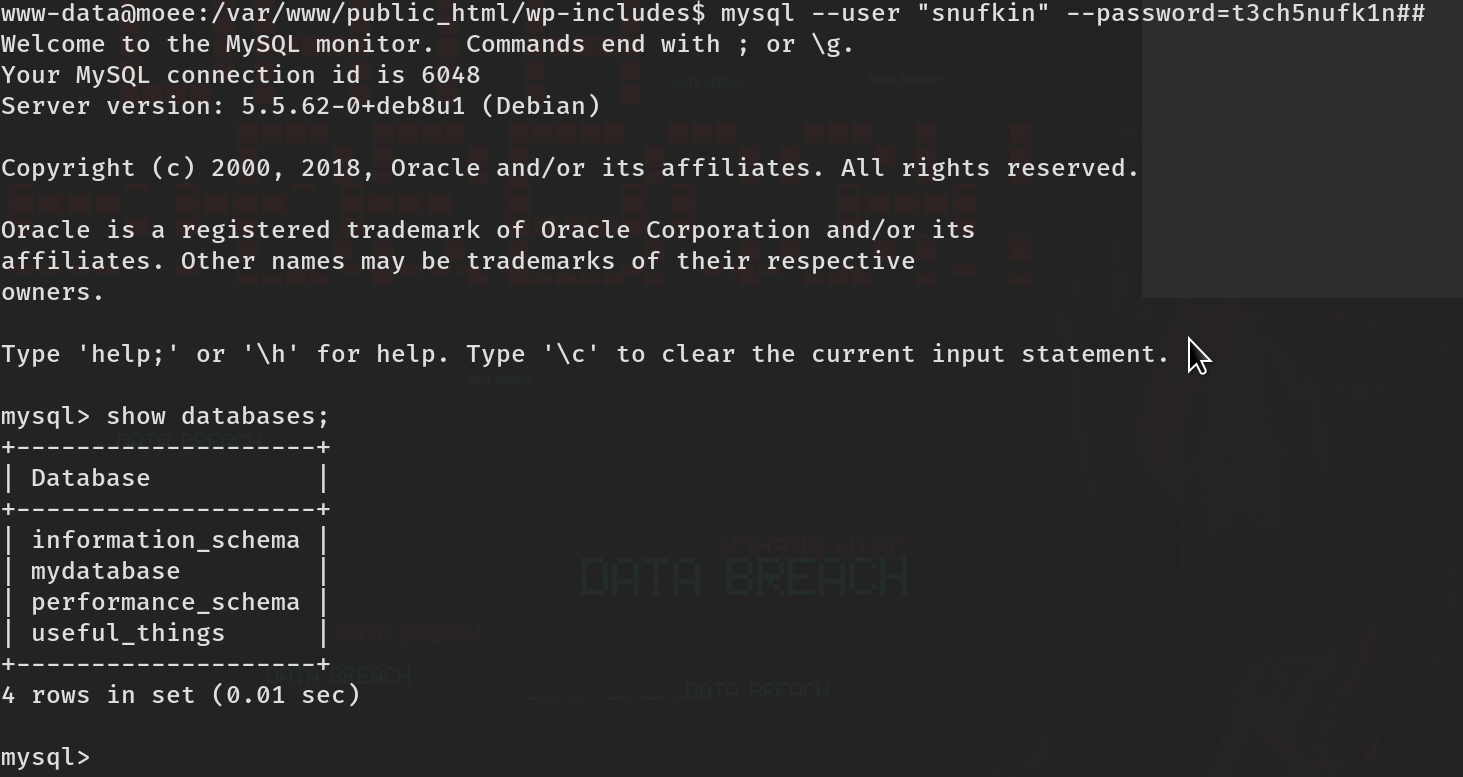 www-data@moee:/var/www/public_html/wp-includes$ mysql --user "snufkin" --password=t3ch5nufk1n##
Welcome to the MySQL monitor.  Commands end with ; or \g.
Your MySQL connection id is 6048
Server version: 5.5.62-0+deb8u1 (Debian)
Copyright (c) 2000, 2018, Oracle and/or its affiliates. All rights reserved.
Oracle is a registered trademark of Oracle Corporation and/or its
affiliates. Other names may be trademarks of their respective
owners.
Type 'help;' or '\h' for help. Type '\c' to clear the current input statement.
mysql> show databases;
+--------------------+
| Database           |
+--------------------+
| information_schema |
| mydatabase         |
| performance_schema |
| useful_things      |
+--------------------+
4 rows in set (0.01 sec)
mysql>
DATA BREACH
DATA BREACH
DATA BREACH
DATA BREACH